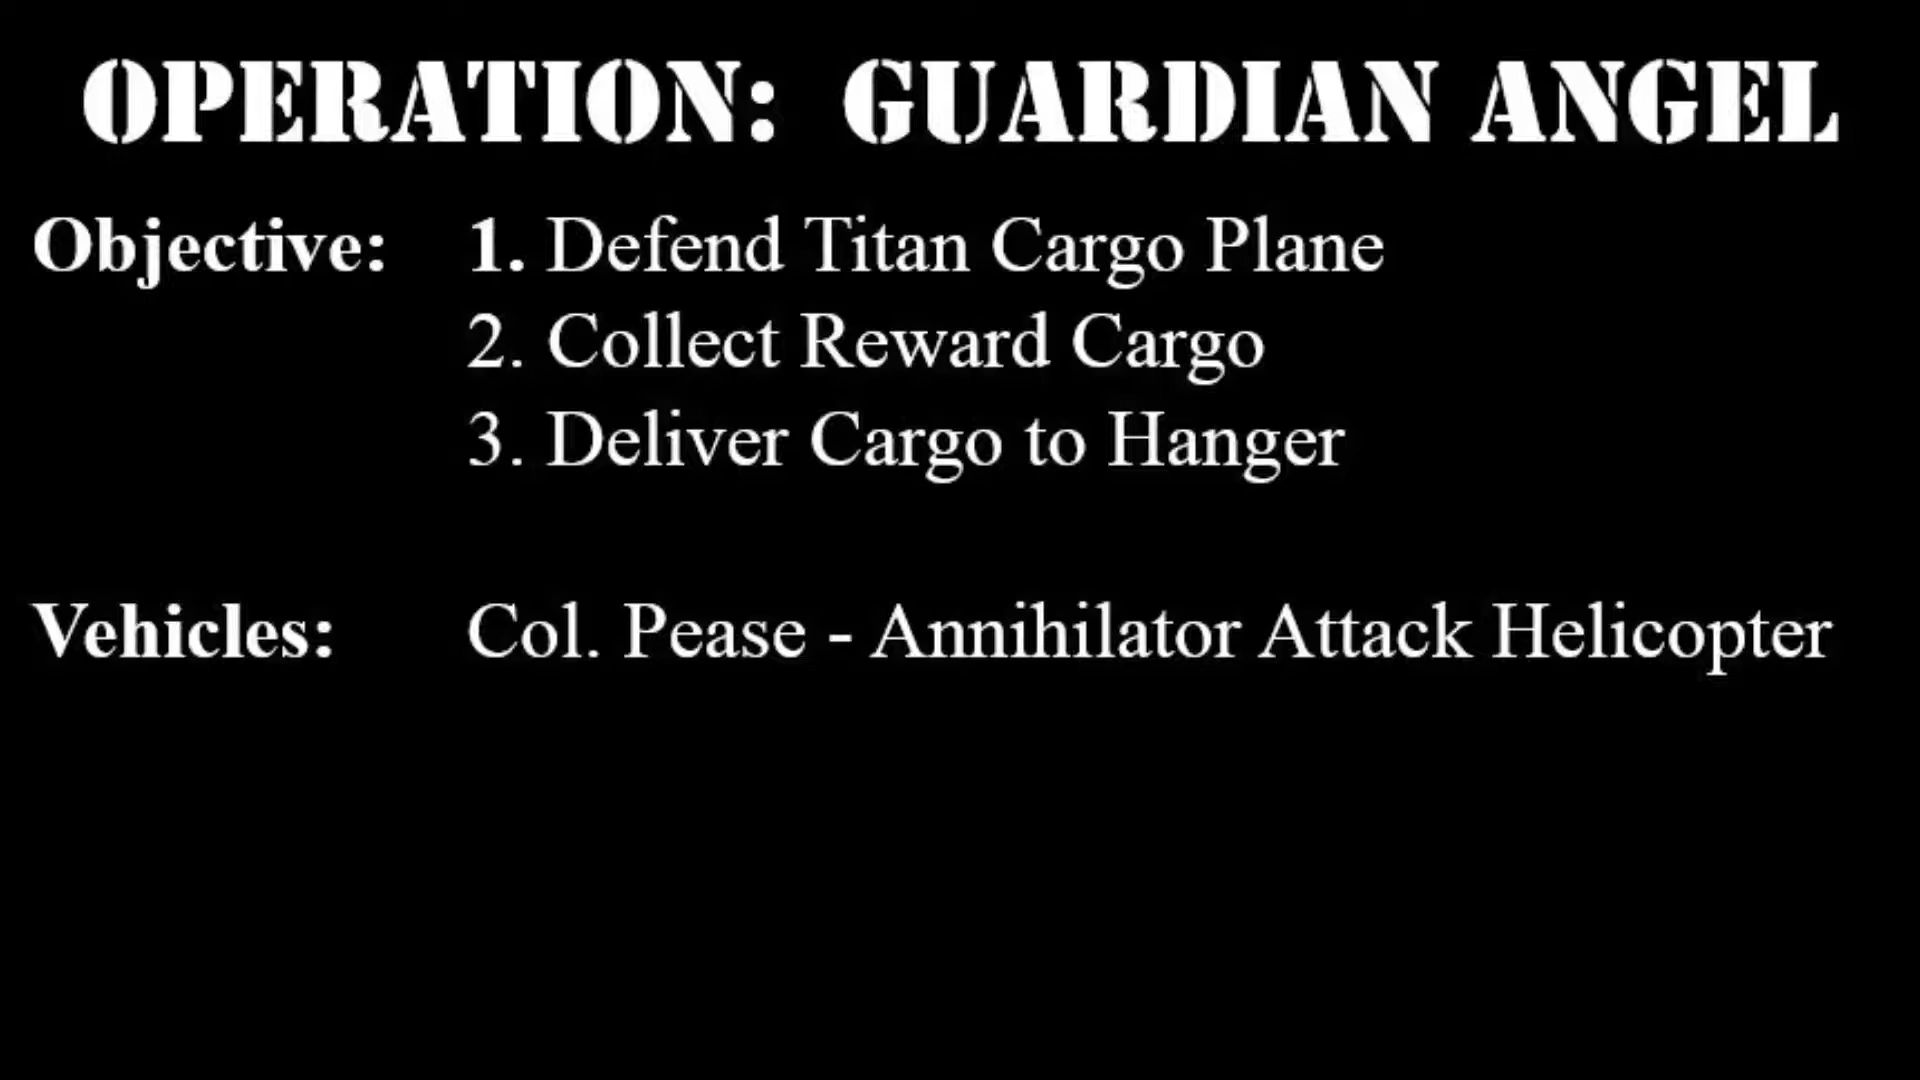 OPERATION: GUARDIAN ANGEL
Objective: 1. Defend Titan Cargo Plane
2. Collect Reward Cargo
3. Deliver Cargo to Hanger
Vehicles: Col. Pease - Annihilator Attack Helicopter